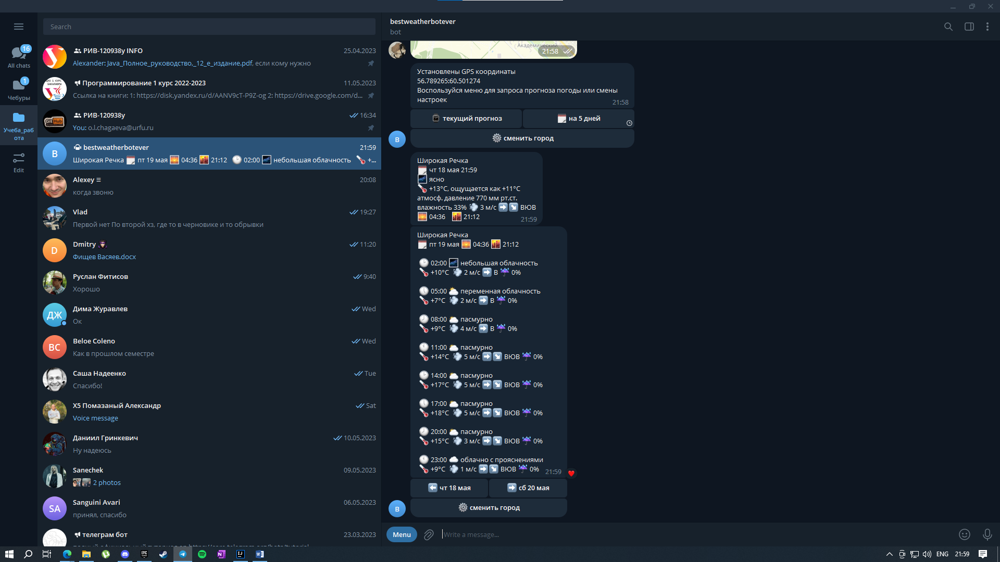 Search
16
All chats
1
Чебуры
Учеба_раб
ота
Edit
РИВ-120938у INFO
25.04.2023
Alexander: Java_Полное_руководство,_12_е_издание.pdf, если кому нужно
Программирование 1 курс 2022-2023
11.05.2023
Ссылка на книги: 1: https://disk.yandex.ru/d/AANV9cT-P9Z-og 2: https://drive.google.com/d...
РИВ-120938у
16:34
You: o.l.chagaeva@urfu.ru
B
bestweatherbotever
21:59
Широкая Речка пт 19 мая 04:36 21:12 02:00 небольшая облачность +...
Alexey
20:08
когда звоню
Vlad
19:27
Первой нет По второй хз, где то в черновике и то обрывки
D
Dmitry
11:20
Фищев Васяев.docx
Руслан Фитисов
9:40
Хорошо
ДЖ
Дима Журавлев
Wed
Ок
BC
Beloe Coleno
Wed
Как в прошлом семестре
Саша Надеенко
Tue
Спасибо!
X5 Помазаный Александр
Sat
Voice message
Даниил Гринкевич
10.05.2023
Ну надеюсь
Sanechek
09.05.2023
2 photos
SA
Sanguini Avari
06.05.2023
принял, спасибо
телеграм бот
23.03.2023
bestweatherbotever
bot
Академический
21:58
Установлены GPS координаты
56.789265:60.501274
Воспользуйся меню для запроса прогноза погоды или смены
настроек
21:58
текущий прогноз
на 5 дней
сменить город
B
Широкая Речка
чт 18 мая 21:59
ясно
+13°C, ощущается как +11°C
атмосф. давление 770 мм рт.ст.
влажность 33% 3 м/с ВЮВ
04:36 21:12
21:59
Широкая Речка
пт 19 мая 04:36 21:12
02:00 небольшая облачность
+10°C 2 м/с В 0%
05:00 переменная облачность
+7°C 2 м/с В 0%
08:00 пасмурно
+9°C 4 м/с В 0%
11:00 пасмурно
+14°C 5 м/с ВЮВ 0%
14:00 пасмурно
+17°C 5 м/с ВЮВ 0%
17:00 пасмурно
+18°C 5 м/с ВЮВ 0%
20:00 пасмурно
+15°C 3 м/с ВЮВ 0%
23:00 облачно с прояснениями
+9°C 1 м/с ВЮВ 0%
21:59
чт 18 мая
сб 20 мая
сменить город
B
Menu
Write a message...
ENG
21:59